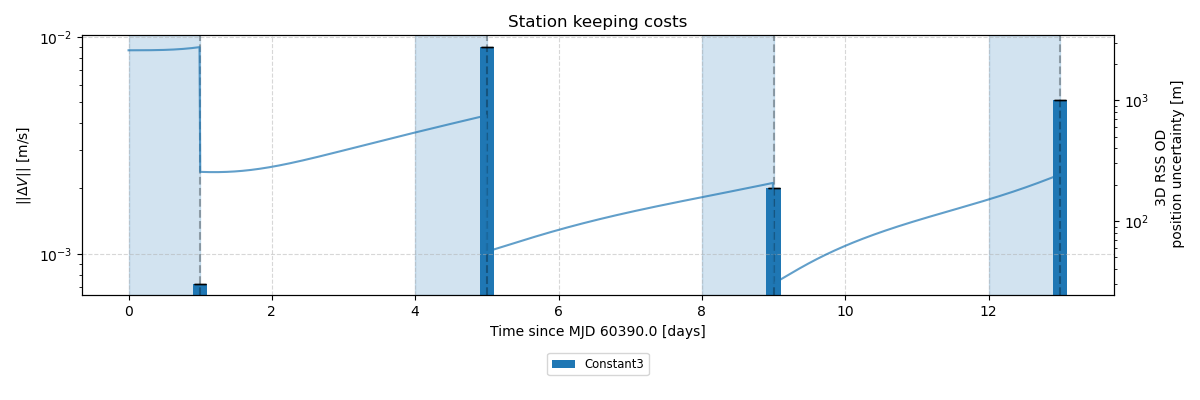 Station keeping costs
10⁻²
10⁻³
||ΔV|| [m/s]
10³
10²
3D RSS OD
position uncertainty [m]
0 2 4 6 8 10 12
Time since MJD 60390.0 [days]
Constant3